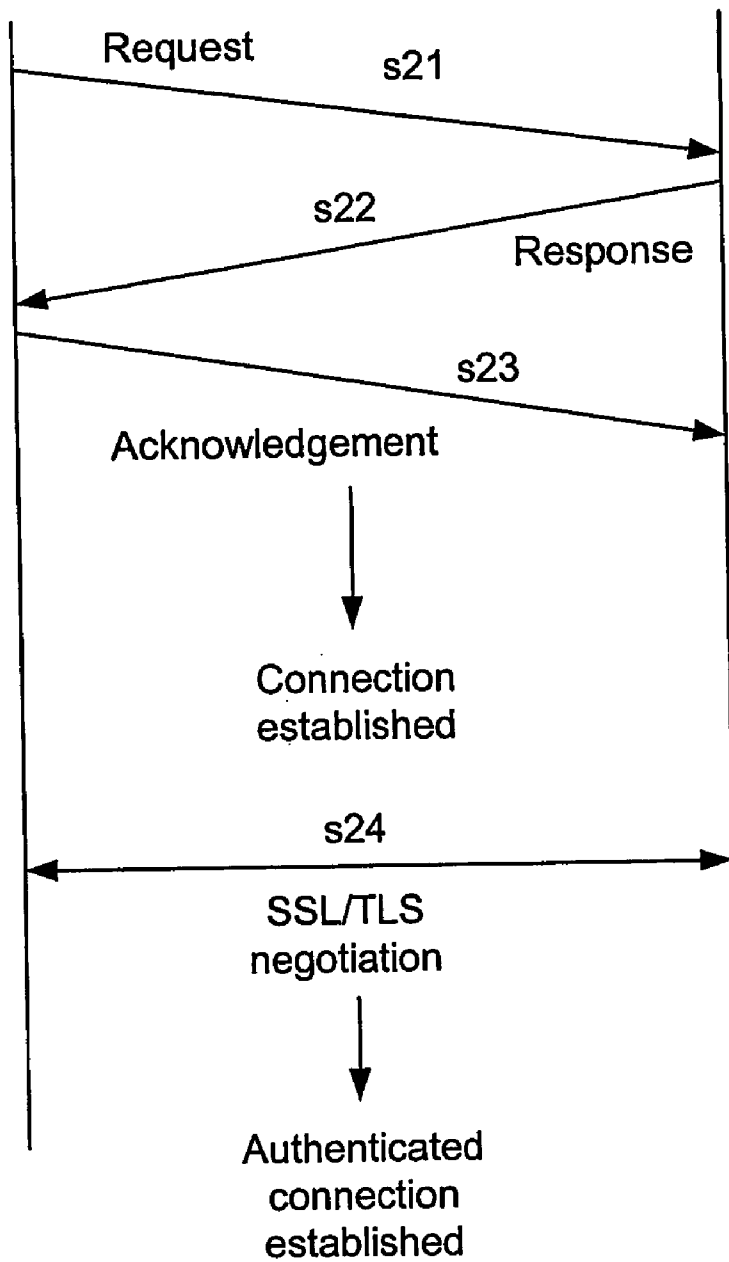 Request
s21
s22
Response
s23
Acknowledgement
Connection
established
s24
SSL/TLS
negotiation
Authenticated
connection
established